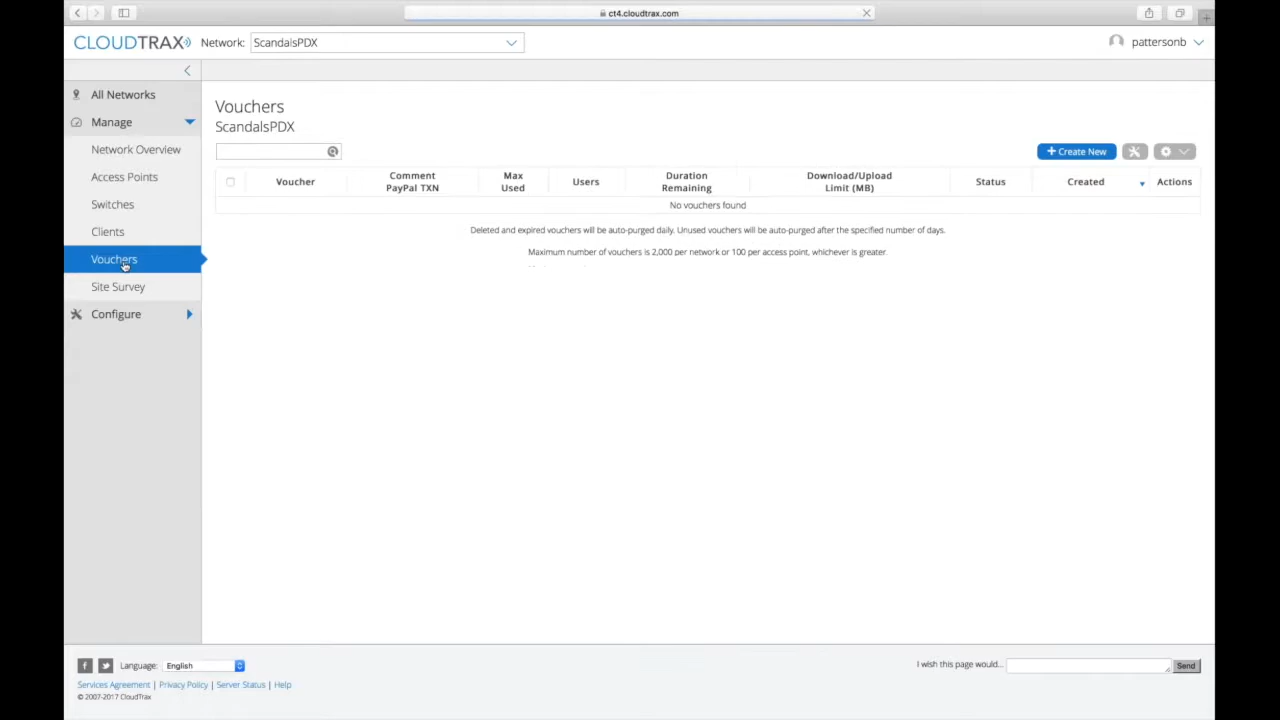 ct4.cloudtrax.com
CLOUDTRAX Network: ScandalsPDX pattersonb
All Networks
Manage
Network Overview
Access Points
Switches
Clients
Vouchers
Site Survey
Configure
Vouchers
ScandalsPDX
Create New
Voucher Comment PayPal TXN Max Used Users Duration Remaining Download/Upload Limit (MB) Status Created Actions
No vouchers found
Deleted and expired vouchers will be auto-purged daily. Unused vouchers will be auto-purged after the specified number of days.
Maximum number of vouchers is 2,000 per network or 100 per access point, whichever is greater.
Language: English I wish this page would... Send
Services Agreement | Privacy Policy | Server Status | Help
© 2007-2017 CloudTrax